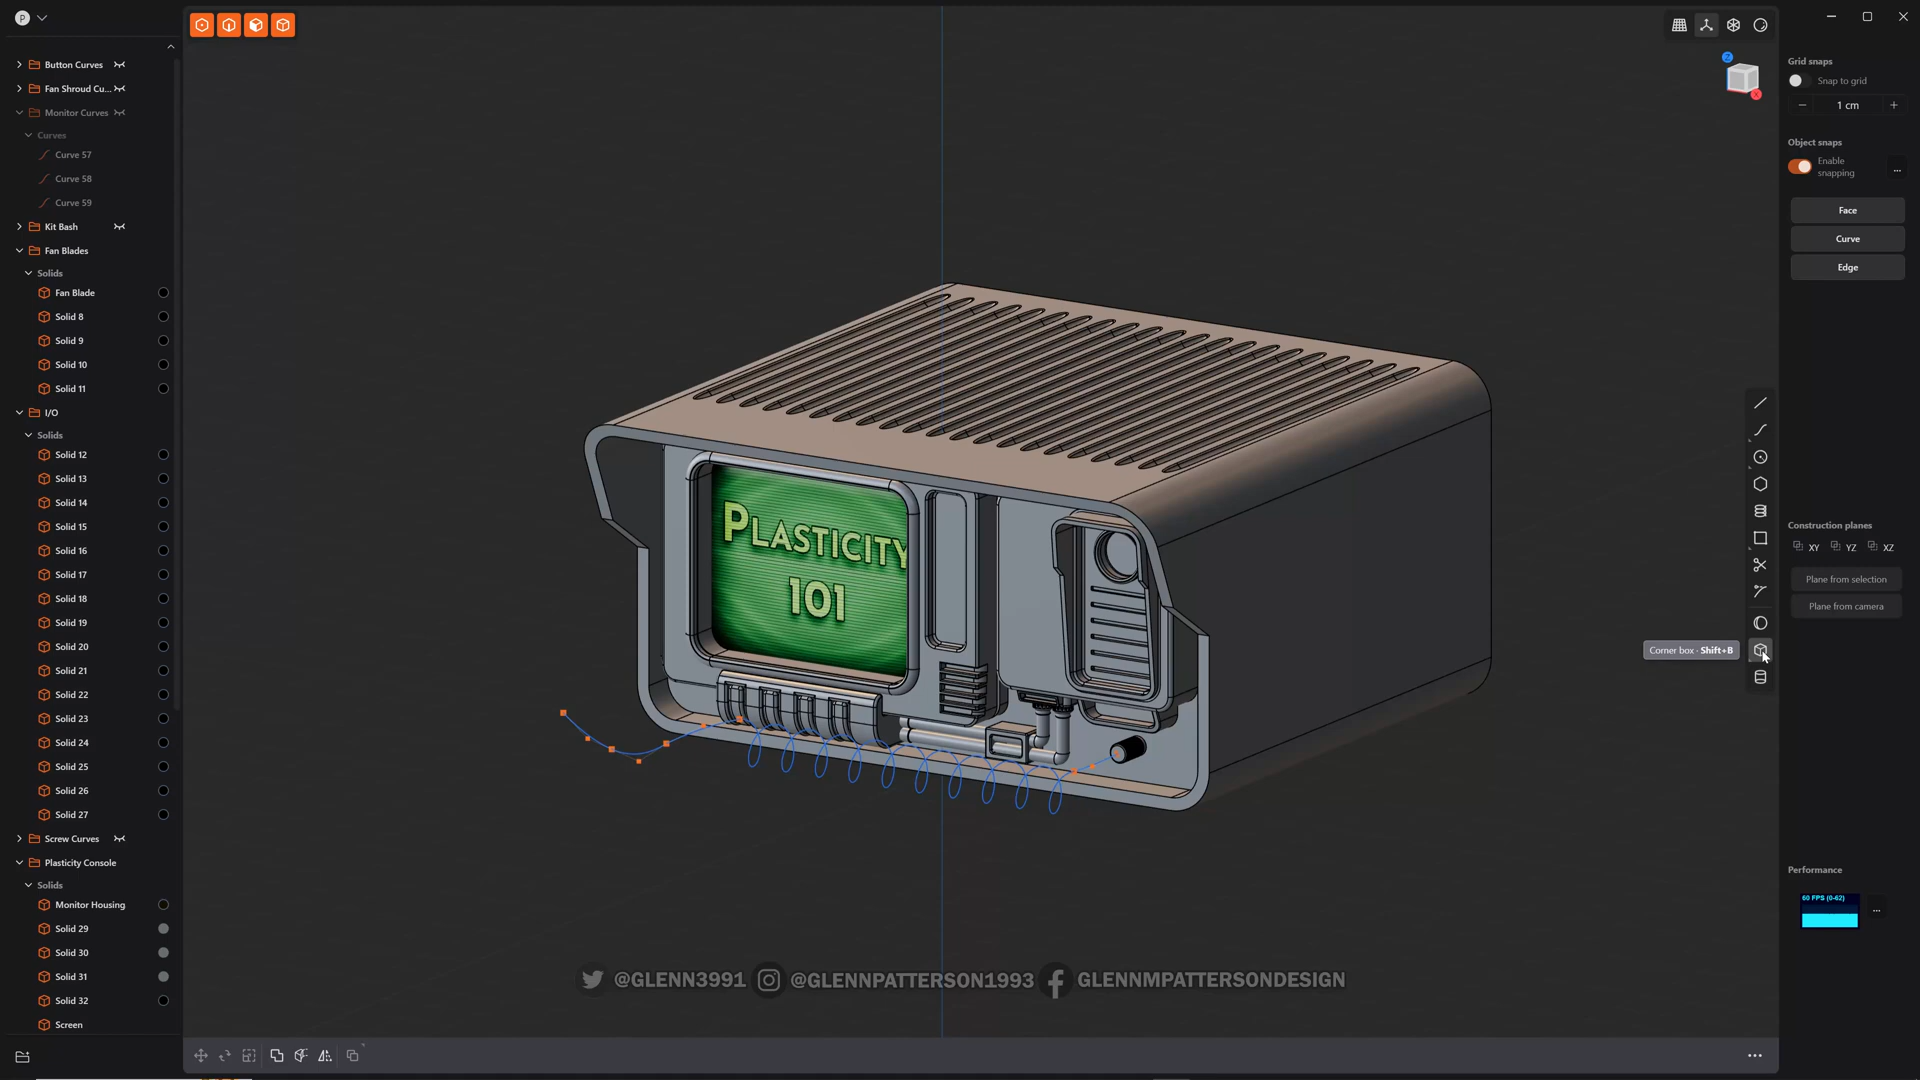 P
Button Curves
Fan Shroud Cu...
Monitor Curves
Curves
Curve 57
Curve 58
Curve 59
Kit Bash
Fan Blades
Solids
Fan Blade
Solid 8
Solid 9
Solid 10
Solid 11
I/O
Solids
Solid 12
Solid 13
Solid 14
Solid 15
Solid 16
Solid 17
Solid 18
Solid 19
Solid 20
Solid 21
Solid 22
Solid 23
Solid 24
Solid 25
Solid 26
Solid 27
Screw Curves
Plasticity Console
Solids
Monitor Housing
Solid 29
Solid 30
Solid 31
Solid 32
Screen
PLASTICITY
101
@GLENN3991 @GLENNPATTERSON1993 GLENNMPATTERSONDESIGN
Z
X
Corner box · Shift+B
Grid snaps
Snap to grid
1 cm
Object snaps
Enable
snapping
...
Face
Curve
Edge
Construction planes
XY YZ XZ
Plane from selection
Plane from camera
Performance
60 FPS (0-62)
...